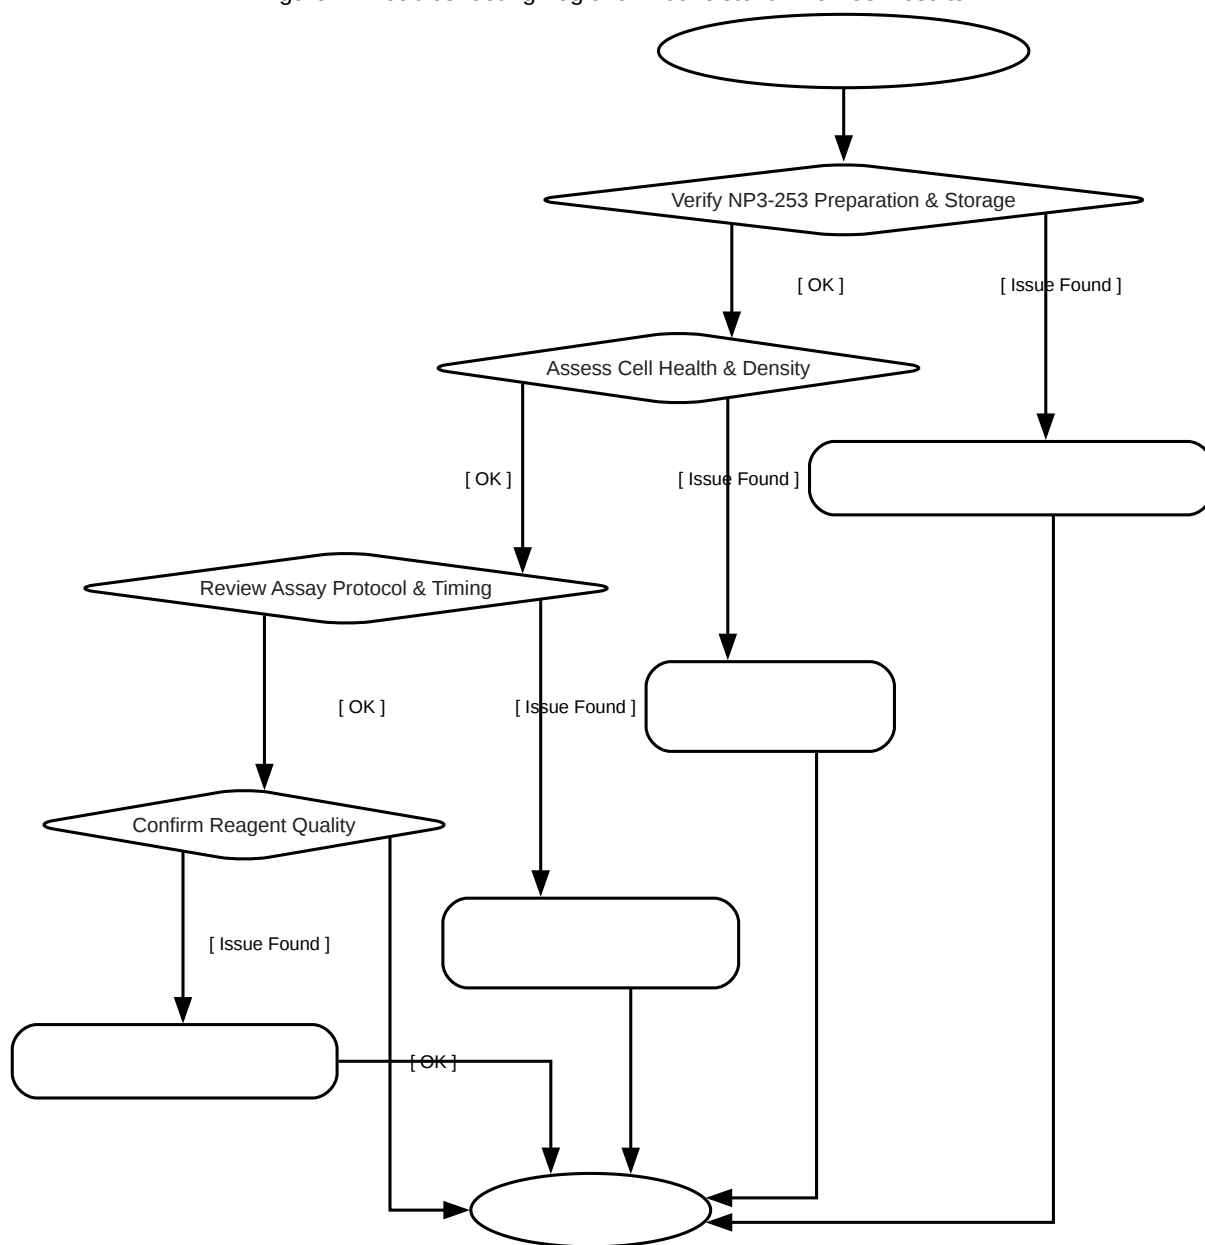 Verify NP3-253 Preparation & Storage
[ OK ]
[ Issue Found ]
Assess Cell Health & Density
[ OK ]
[ Issue Found ]
Review Assay Protocol & Timing
[ OK ]
[ Issue Found ]
Confirm Reagent Quality
[ Issue Found ]
[ OK ]